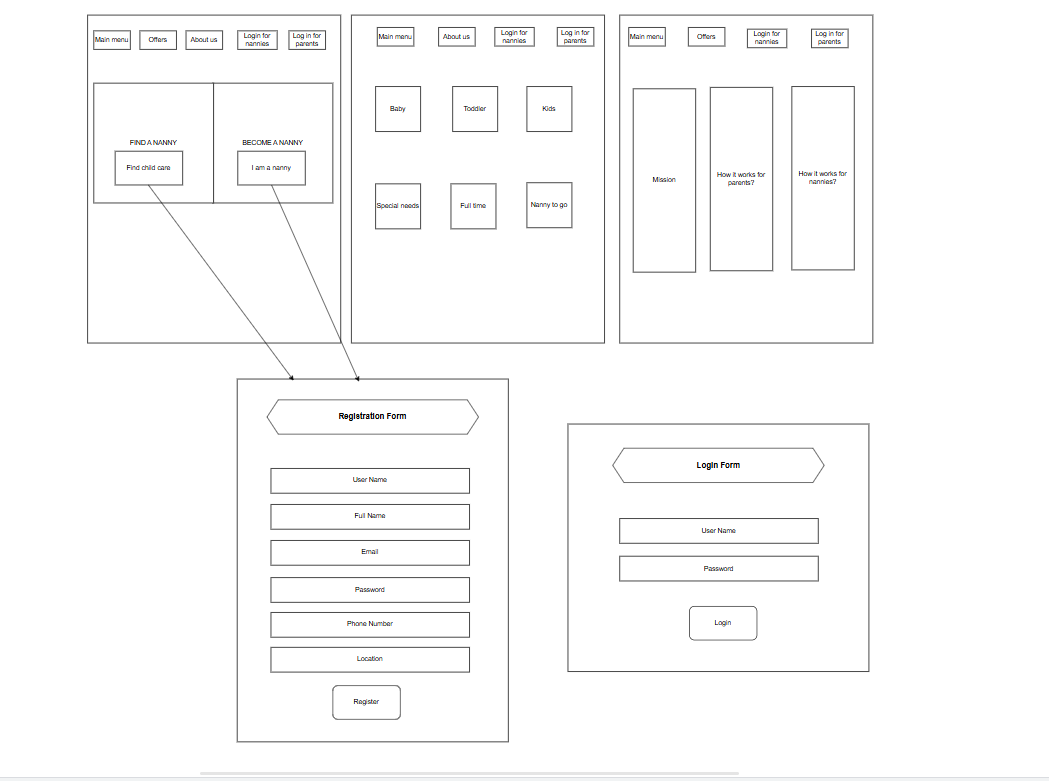 Main menu
Offers
About us
Login for
nannies
Log in for
parents
FIND A NANNY
Find child care
BECOME A NANNY
I am a nanny
Main menu
About us
Login for
nannies
Log in for
parents
Baby
Toddler
Kids
Special needs
Full time
Nanny to go
Main menu
Offers
Login for
nannies
Log in for
parents
Mission
How it works for
parents?
How it works for
nannies?
Registration Form
User Name
Full Name
Email
Password
Phone Number
Location
Register
Login Form
User Name
Password
Login